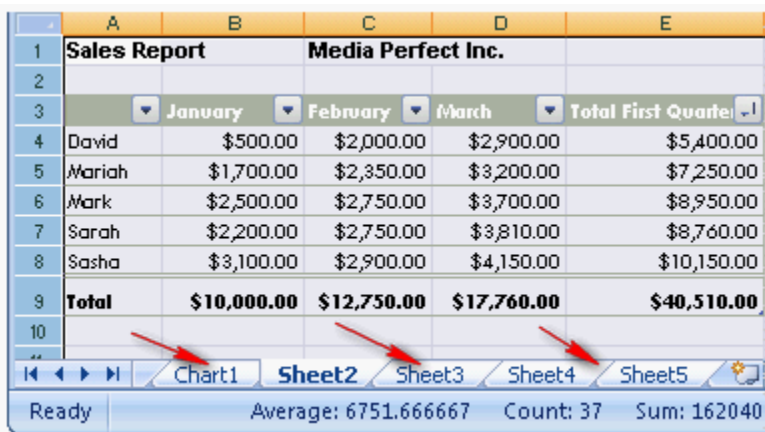 A B C D E
1 Sales Report Media Perfect Inc.
2
3 January February March Total First Quarter
4 David $500.00 $2,000.00 $2,900.00 $5,400.00
5 Mariah $1,700.00 $2,350.00 $3,200.00 $7,250.00
6 Mark $2,500.00 $2,750.00 $3,700.00 $8,950.00
7 Sarah $2,200.00 $2,750.00 $3,810.00 $8,760.00
8 Sasha $3,100.00 $2,900.00 $4,150.00 $10,150.00
9 Total $10,000.00 $12,750.00 $17,760.00 $40,510.00
10
Chart1 Sheet2 Sheet3 Sheet4 Sheet5
Ready Average: 6751.666667 Count: 37 Sum: 162040